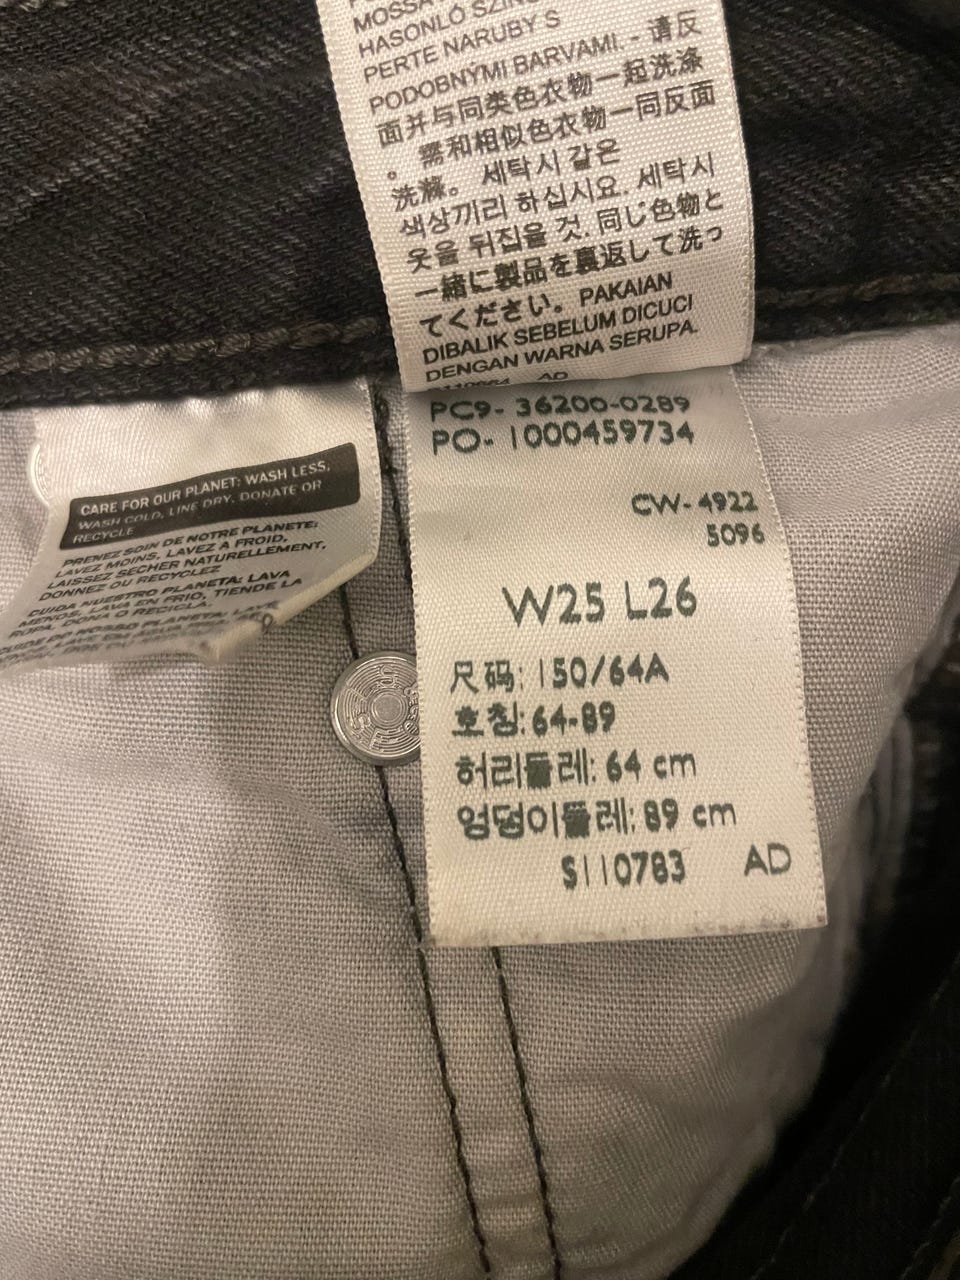 MOSSA
HASONLÓ
PERTE NARUBY S
PODOBNÝMI BARVAMI. - 请反
面并与同类色衣物一起洗涤
。需和相似色衣物一同反面
洗滌。 세탁시 같은
색상끼리 하십시요. 세탁시
옷을 뒤집을 것. 同じ色物と
一緒に製品を裏返して洗っ
てください。PAKAIAN
DIBALIK SEBELUM DICUCI
DENGAN WARNA SERUPA.
AD
PC9- 36200-0289
PO- 1000459734
CW- 4922
5096
W25 L26
尺码: 150/64A
호칭: 64-89
허리둘레: 64 cm
엉덩이둘레: 89 cm
S110783 AD
CARE FOR OUR PLANET: WASH LESS,
WASH COLD, LINE DRY, DONATE OR
RECYCLE
PRENEZ SOIN DE NOTRE PLANETE:
LAVEZ MOINS, LAVEZ A FROID,
LAISSEZ SECHER NATURELLEMENT,
DONNEZ OU RECYCLEZ
CUIDA NUESTRO PLANETA: LAVA
MENOS, LAVA EN FRIO, TIENDE LA
ROPA, DONA O RECICLA.